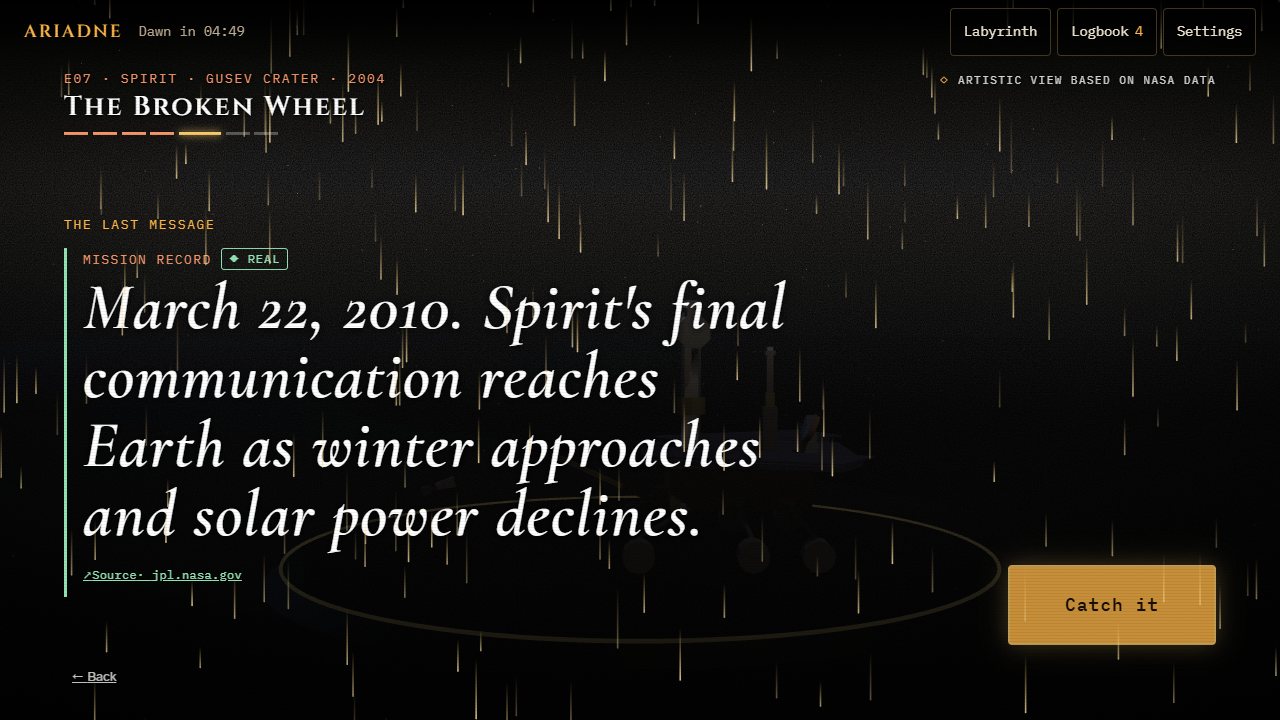 ARIADNE Dawn in 04:49 Labyrinth Logbook 4 Settings
E07 · SPIRIT · GUSEV CRATER · 2004
◇ ARTISTIC VIEW BASED ON NASA DATA
The Broken Wheel
THE LAST MESSAGE
MISSION RECORD ◆ REAL
March 22, 2010. Spirit's final
communication reaches
Earth as winter approaches
and solar power declines.
↗Source· jpl.nasa.gov
Catch it
← Back